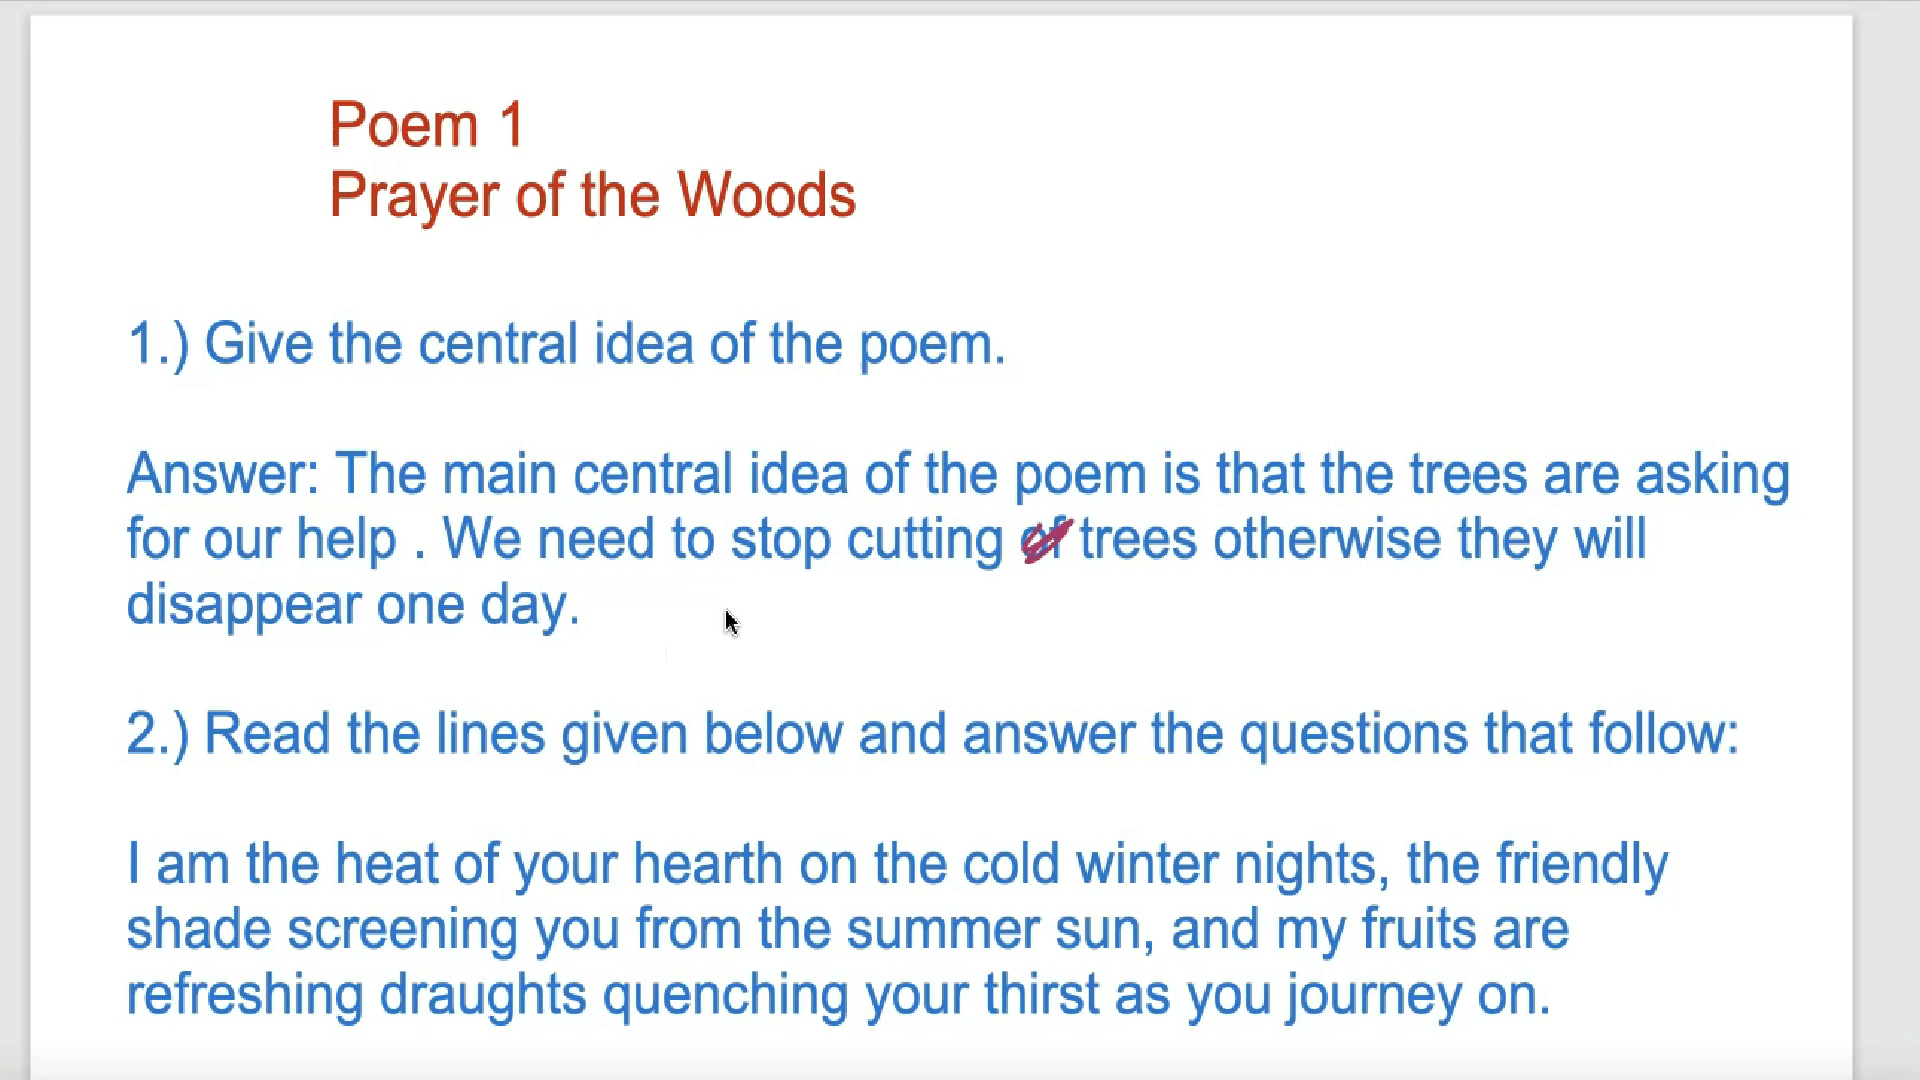 Poem 1
Prayer of the Woods
1.) Give the central idea of the poem.
Answer: The main central idea of the poem is that the trees are asking
for our help . We need to stop cutting of trees otherwise they will
disappear one day.
2.) Read the lines given below and answer the questions that follow:
I am the heat of your hearth on the cold winter nights, the friendly
shade screening you from the summer sun, and my fruits are
refreshing draughts quenching your thirst as you journey on.